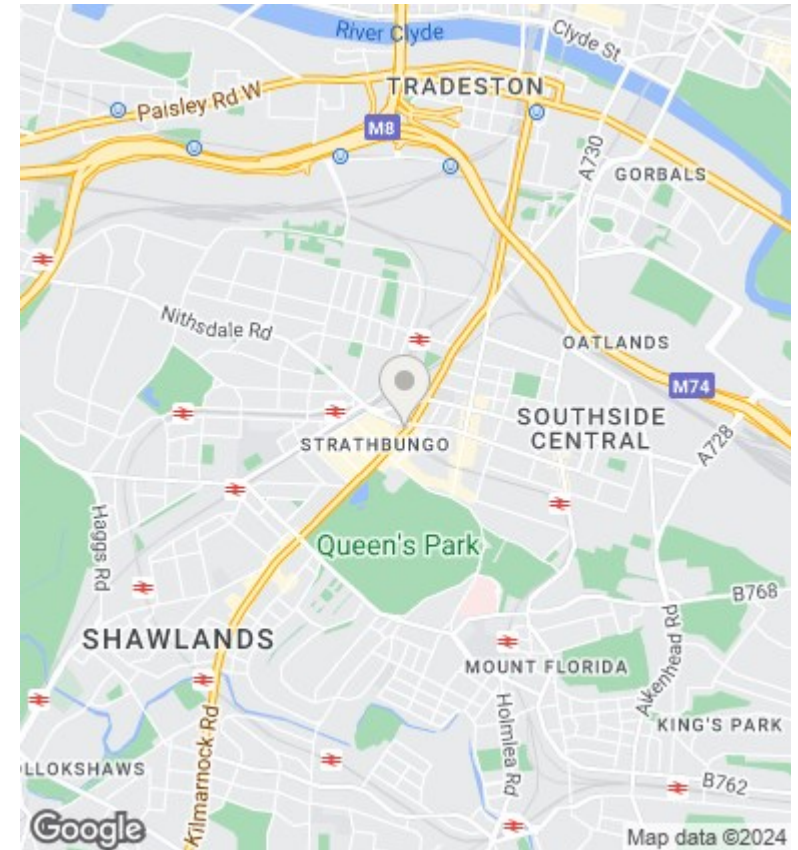 River Clyde
Clyde St
TRADESTON
Paisley Rd W
M8
A730
GORBALS
Nithsdale Rd
OATLANDS
M74
SOUTHSIDE
CENTRAL
STRATHBUNGO
A728
Haggs Rd
Queen's Park
B768
SHAWLANDS
Aikenhead Rd
MOUNT FLORIDA
Holmlea Rd
KING'S PARK
OLLOKSHAWS
Kilmarnock Rd
B762
Google
Map data ©2024